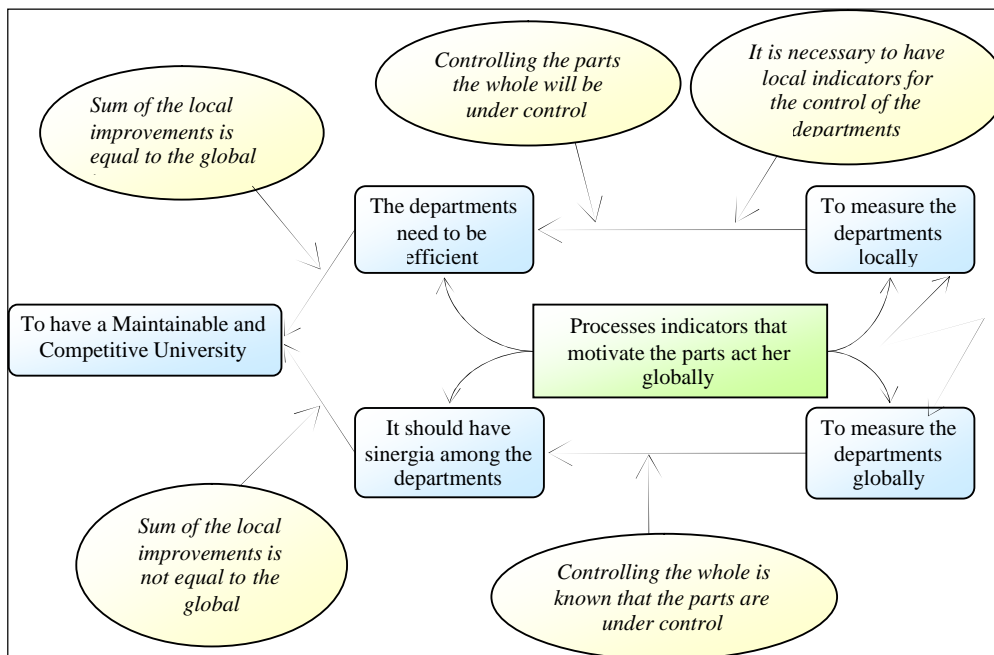 Controlling the parts
the whole will be
under control
It is necessary to have
local indicators for
the control of the
departments
Sum of the local
improvements is
equal to the global
The departments
need to be
efficient
To measure the
departments
locally
To have a Maintainable and
Competitive University
Processes indicators that
motivate the parts act her
globally
It should have
sinergia among the
departments
To measure the
departments
globally
Sum of the local
improvements is
not equal to the
global
Controlling the whole is
known that the parts are
under control